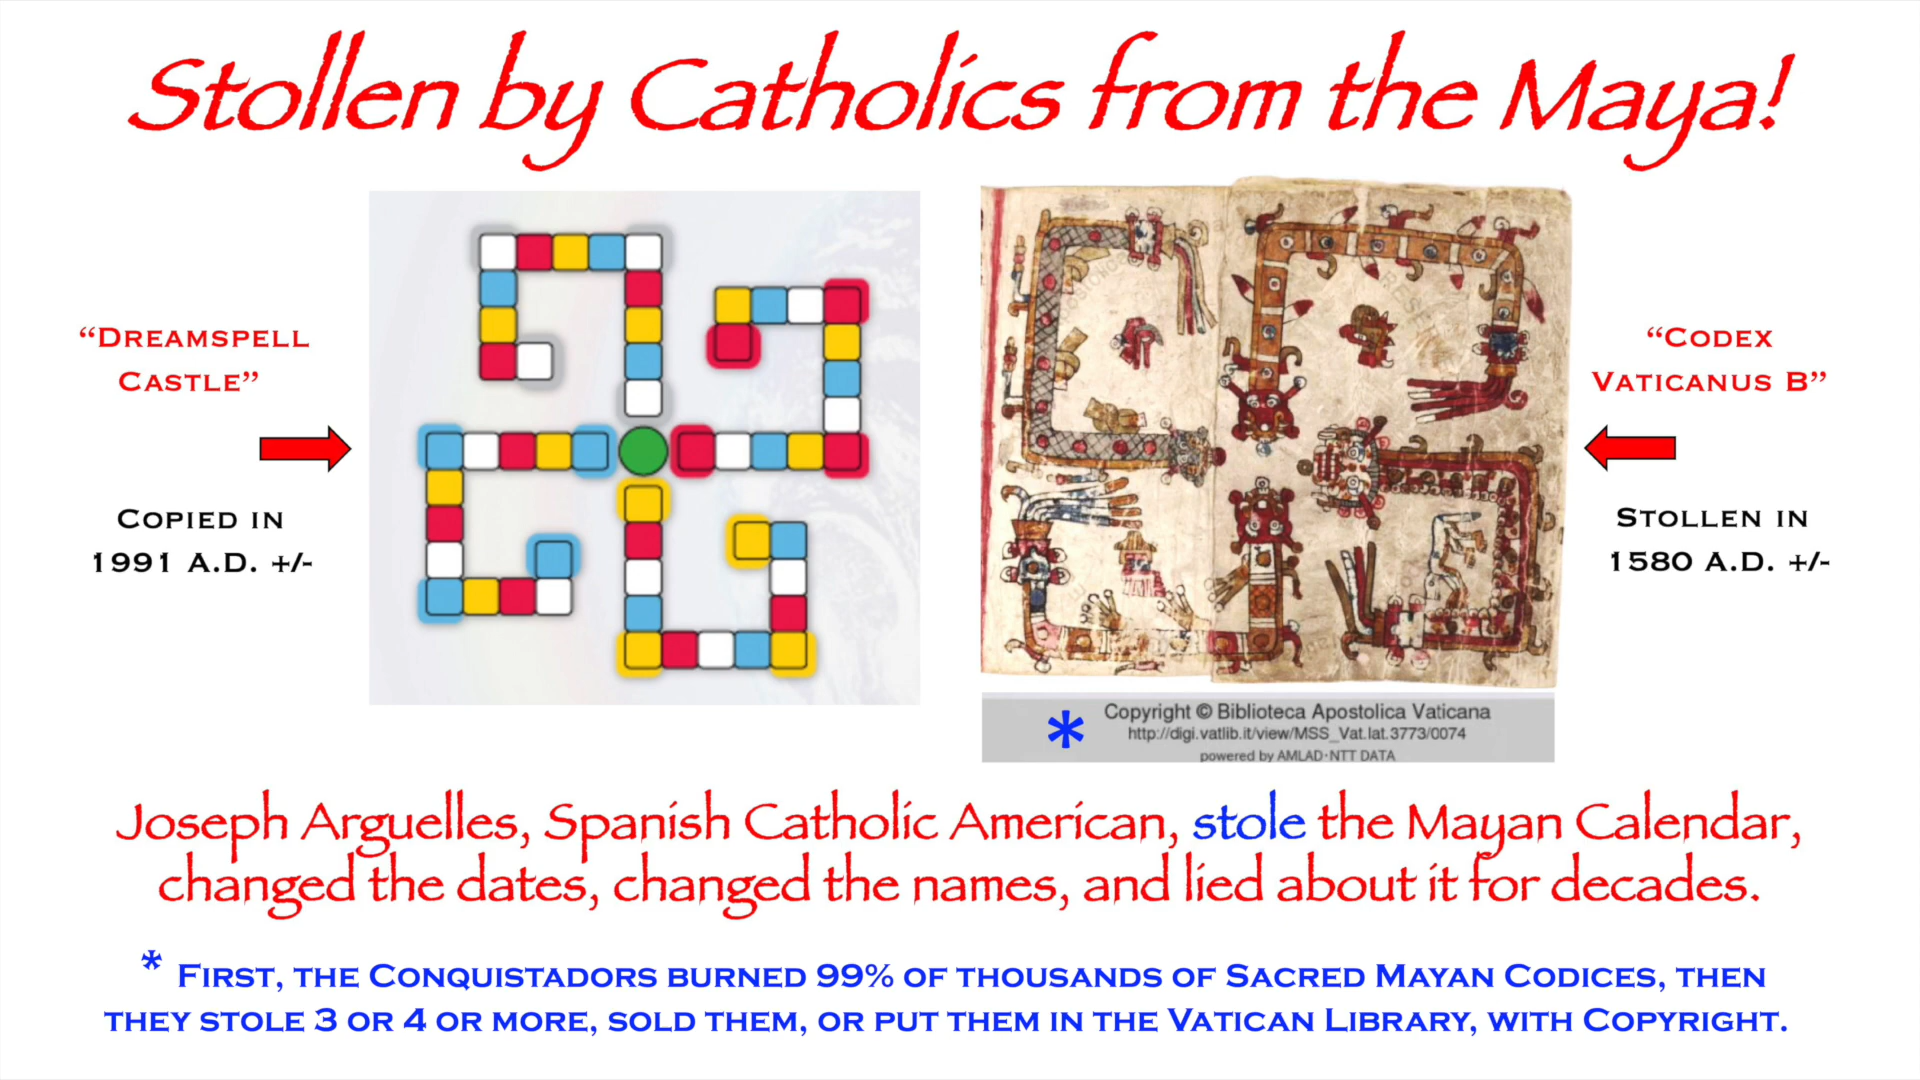 Stollen by Catholics from the Maya!
“Dreamspell
Castle”
Copied in
1991 A.D. +/-
“Codex
Vaticanus B”
Stollen in
1580 A.D. +/-
* Copyright © Biblioteca Apostolica Vaticana
http://digi.vatlib.it/view/MSS_Vat.lat.3773/0074
powered by AMLAD·NTT DATA
Joseph Arguelles, Spanish Catholic American, stole the Mayan Calendar,
changed the dates, changed the names, and lied about it for decades.
* First, the Conquistadors burned 99% of thousands of Sacred Mayan Codices, then
they stole 3 or 4 or more, sold them, or put them in the Vatican Library, with Copyright.